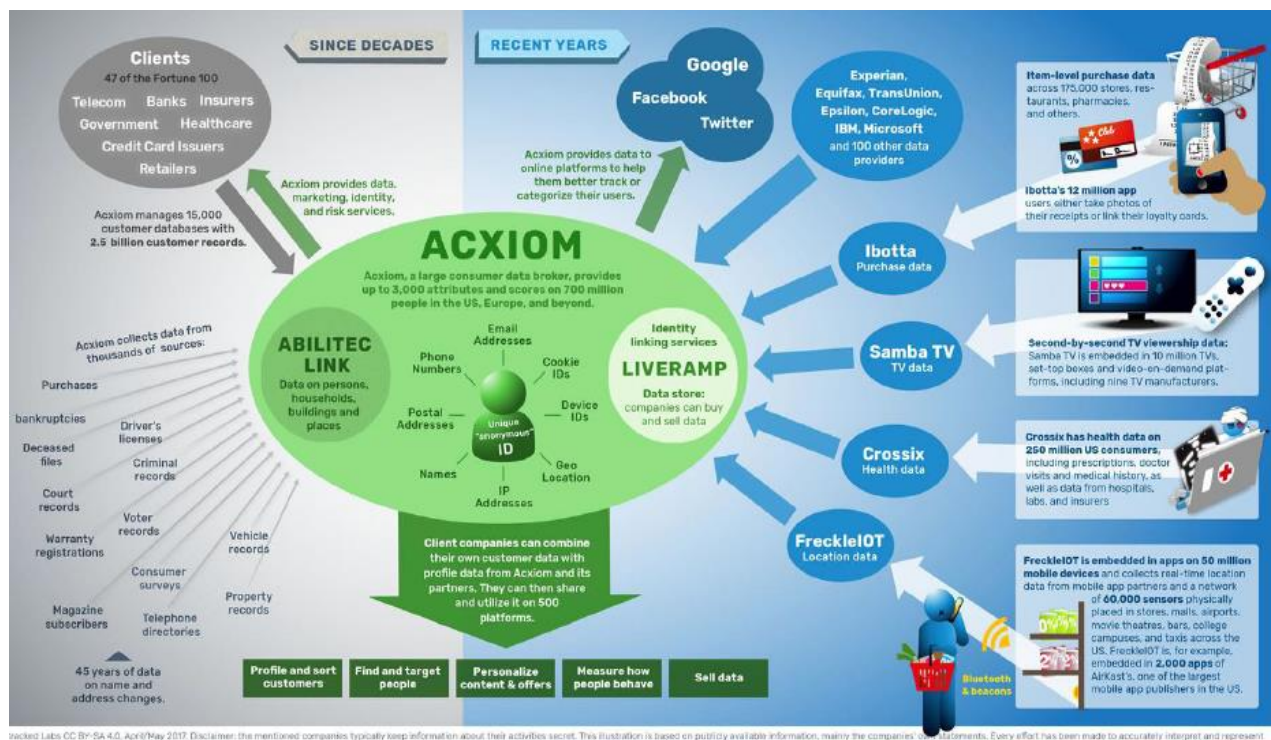 SINCE DECADES
RECENT YEARS
Clients
47 of the Fortune 100
Telecom Banks Insurers
Government Healthcare
Credit Card Issuers
Retailers
Acxiom provides data,
marketing, identity,
and risk services.
Acxiom manages 15,000
customer databases with
2.5 billion customer records.
Google
Facebook
Twitter
Acxiom provides data to
online platforms to help
them better track or
categorize their users.
Experian,
Equifax, TransUnion,
Epsilon, CoreLogic,
IBM, Microsoft
and 100 other data
providers
Item-level purchase data
across 175,000 stores, res-
taurants, pharmacies,
and others.
Ibotta's 12 million app
users either take photos of
their receipts or link their loyalty cards.
Ibotta
Purchase data
ACXIOM
Acxiom, a large consumer data broker, provides
up to 3,000 attributes and scores on 700 million
people in the US, Europe, and beyond.
ABILITEC
LINK
Data on persons,
households,
buildings and
places
Email
Addresses
Phone
Numbers
Cookie
IDs
Postal
Addresses
Device
IDs
Unique
"anonymous"
ID
Names
Geo
Location
IP
Addresses
Identity
linking services
LIVERAMP
Data store:
companies can buy
and sell data
Samba TV
TV data
Second-by-second TV viewership data:
Samba TV is embedded in 10 million TVs,
set-top boxes and video-on-demand plat-
forms, including nine TV manufacturers.
Crossix
Health data
Crossix has health data on
250 million US consumers,
including prescriptions, doctor
visits and medical history, as
well as data from hospitals,
labs, and insurers
FreckleIOT
Location data
FreckleIOT is embedded in apps on 50 million
mobile devices and collects real-time location
data from mobile app partners and a network
of 60,000 sensors physically
placed in stores, malls, airports,
movie theatres, bars, college
campuses, and taxis across the
US. FreckleIOT is, for example,
embedded in 2,000 apps of
AirKast's, one of the largest
mobile app publishers in the US.
Bluetooth
& beacons
Acxiom collects data from
thousands of sources:
Purchases
bankruptcies
Deceased
files
Driver's
licenses
Criminal
records
Court
records
Voter
records
Warranty
registrations
Vehicle
records
Consumer
surveys
Property
records
Magazine
subscribers
Telephone
directories
45 years of data
on name and
address changes.
Client companies can combine
their own customer data with
profile data from Acxiom and its
partners. They can then share
and utilize it on 500
platforms.
Profile and sort
customers
Find and target
people
Personalize
content & offers
Measure how
people behave
Sell data
racked Labs CC BY-SA 4.0, April/May 2017. Disclaimer: the mentioned companies typically keep information about their activities secret. This illustration is based on publicly available information, mainly the companies' statements. Every effort has been made to accurately interpret and represent